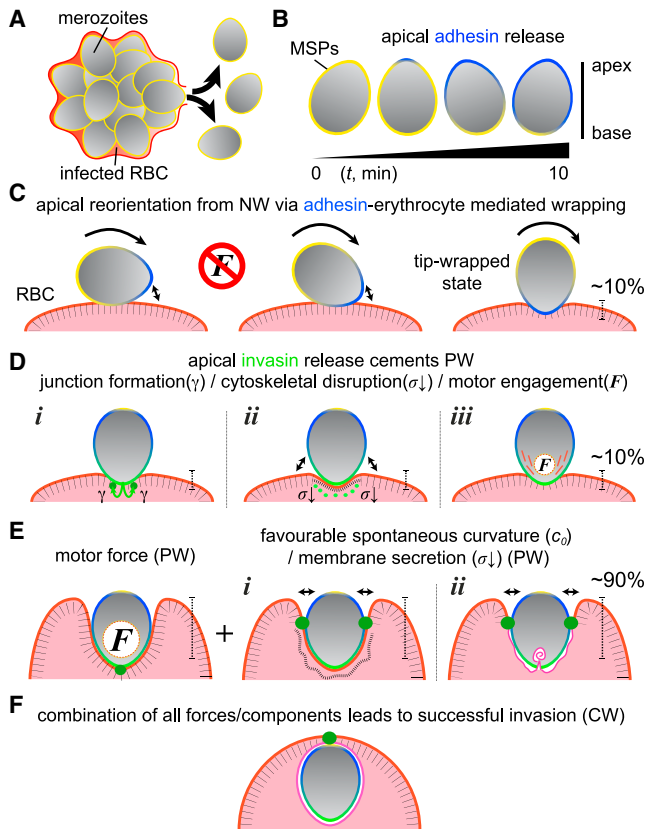 A
merozoites
infected RBC
B
apical adhesin release
MSPs
apex
base
0 (t, min) 10
C
apical reorientation from NW via adhesin-erythrocyte mediated wrapping
F
RBC
tip-wrapped
state
~10%
D
apical invasin release cements PW
junction formation(γ) / cytoskeletal disruption(σ↓) / motor engagement(F)
i ii iii
γ γ
σ↓ σ↓
F
~10%
E
motor force (PW)
favourable spontaneous curvature (c₀)
/ membrane secretion (σ↓) (PW)
i ii
~90%
F
+
F
combination of all forces/components leads to successful invasion (CW)